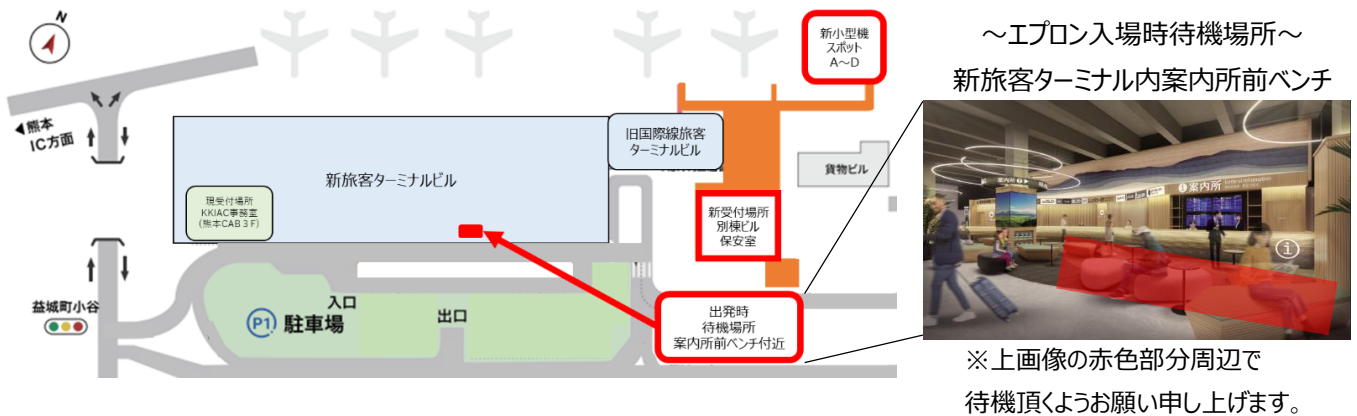 N
新小型機
スポット
A～D
熊本
IC方面
旧国際線旅客
ターミナルビル
新旅客ターミナルビル
貨物ビル
現受付場所
KKIAC事務室
(熊本CAB３F)
新受付場所
別棟ビル
保安室
益城町小谷
入口
P1 駐車場
出口
出発時
待機場所
案内所前ベンチ付近
～エプロン入場時待機場所～
新旅客ターミナル内案内所前ベンチ
案内所
案内所
General Information
※上画像の赤色部分周辺で
待機頂くようお願い申し上げます。